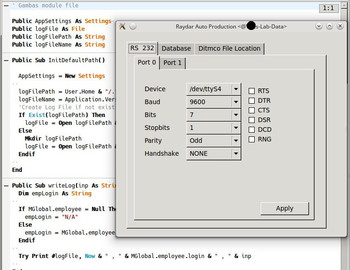 ' Gambas module file
1:1
Public AppSettings As Settings
Public logFile As File
Public logFilePath As String
Public logFileName As String
Public Sub InitDefaultPath()
AppSettings = New Settings
logFilePath = User.Home & "/.
logFileName = Application.Ver
'Create Log File if not exist
If Exist(logFilePath) Then
logFile = Open logFilePath &
Else
Mkdir logFilePath
logFile = Open logFilePath &
Endif
End
Public Sub writeLog(inp As String
Dim empLogin As String
If MGlobal.employee = Null Then
empLogin = "N/A"
Else
empLogin = MGlobal.employee.
Endif
Try Print #logFile, Now & " , " & MGlobal.employee.login & " , " & inp
Raydar Auto Production <@ s-Lab-Data>
RS 232 Database Ditmco File Location
Port 0 Port 1
Device /dev/ttyS4
Baud 9600
Bits 7
Stopbits 1
Parity Odd
Handshake NONE
RTS
DTR
CTS
DSR
DCD
RNG
Apply